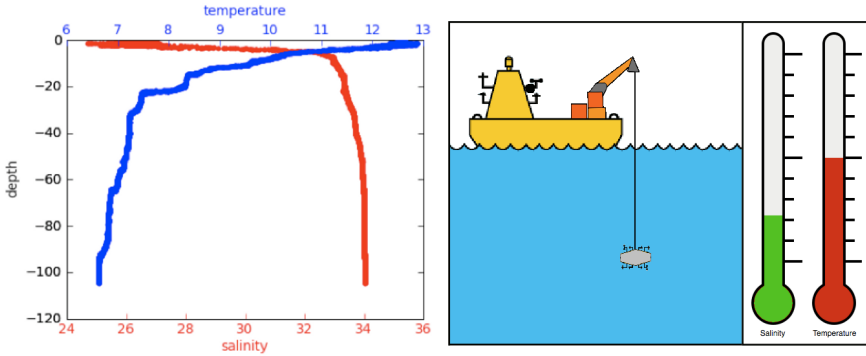 temperature
6 7 8 9 10 11 12 13
0
−20
−40
−60
−80
−100
−120
depth
24 26 28 30 32 34 36
salinity
Salinity Temperature